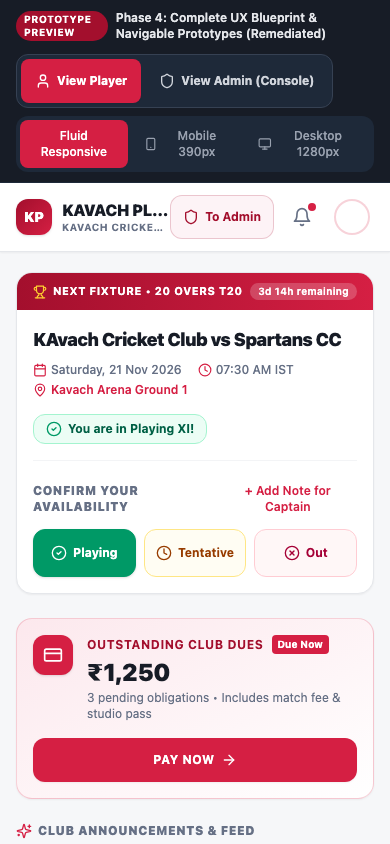 PROTOTYPE PREVIEW
Phase 4: Complete UX Blueprint &
Navigable Prototypes (Remediated)
View Player
View Admin (Console)
Fluid
Responsive
Mobile
390px
Desktop
1280px
KP
KAVACH PL...
KAVACH CRICKE...
To Admin
NEXT FIXTURE • 20 OVERS T20
3d 14h remaining
KAvach Cricket Club vs Spartans CC
Saturday, 21 Nov 2026
07:30 AM IST
Kavach Arena Ground 1
You are in Playing XI!
CONFIRM YOUR
AVAILABILITY
+ Add Note for
Captain
Playing
Tentative
Out
OUTSTANDING CLUB DUES
Due Now
₹1,250
3 pending obligations • Includes match fee &
studio pass
PAY NOW →
CLUB ANNOUNCEMENTS & FEED